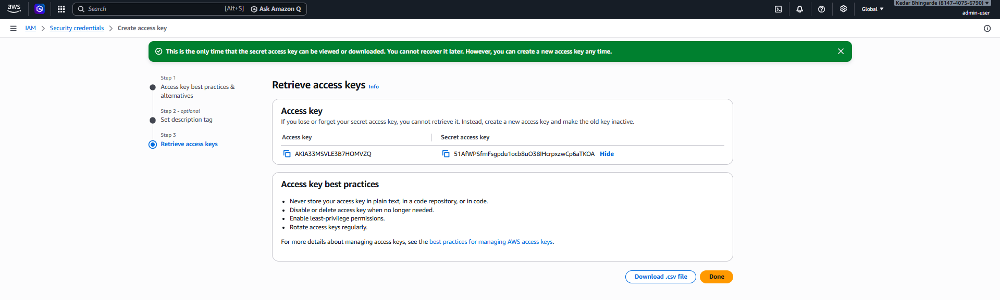 aws
Search [Alt+S] Ask Amazon Q
Global
Kedar Bhingarde (8147-4075-6790)
admin-user
IAM > Security credentials > Create access key
This is the only time that the secret access key can be viewed or downloaded. You cannot recover it later. However, you can create a new access key any time.
Step 1
Access key best practices &
alternatives
Step 2 - optional
Set description tag
Step 3
Retrieve access keys
Retrieve access keys Info
Access key
If you lose or forget your secret access key, you cannot retrieve it. Instead, create a new access key and make the old key inactive.
Access key Secret access key
AKIA33MSVLE3B7HOMVZQ Hide
Access key best practices
• Never store your access key in plain text, in a code repository, or in code.
• Disable or delete access key when no longer needed.
• Enable least-privilege permissions.
• Rotate access keys regularly.
For more details about managing access keys, see the best practices for managing AWS access keys.
Download .csv file Done